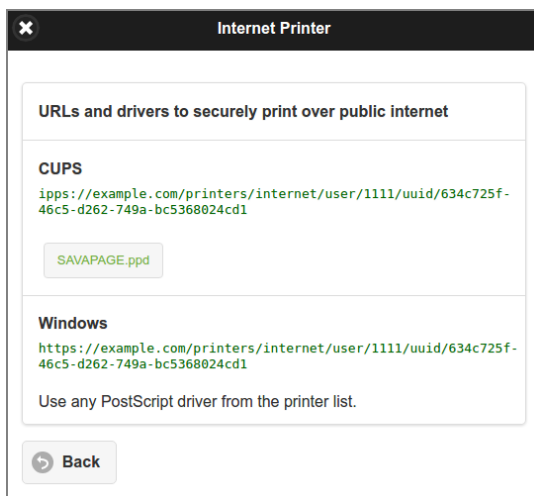 Internet Printer
URLs and drivers to securely print over public internet
CUPS
ipps://example.com/printers/internet/user/1111/uuid/634c725f-
46c5-d262-749a-bc5368024cd1
SAVAPAGE.ppd
Windows
https://example.com/printers/internet/user/1111/uuid/634c725f-
46c5-d262-749a-bc5368024cd1
Use any PostScript driver from the printer list.
Back